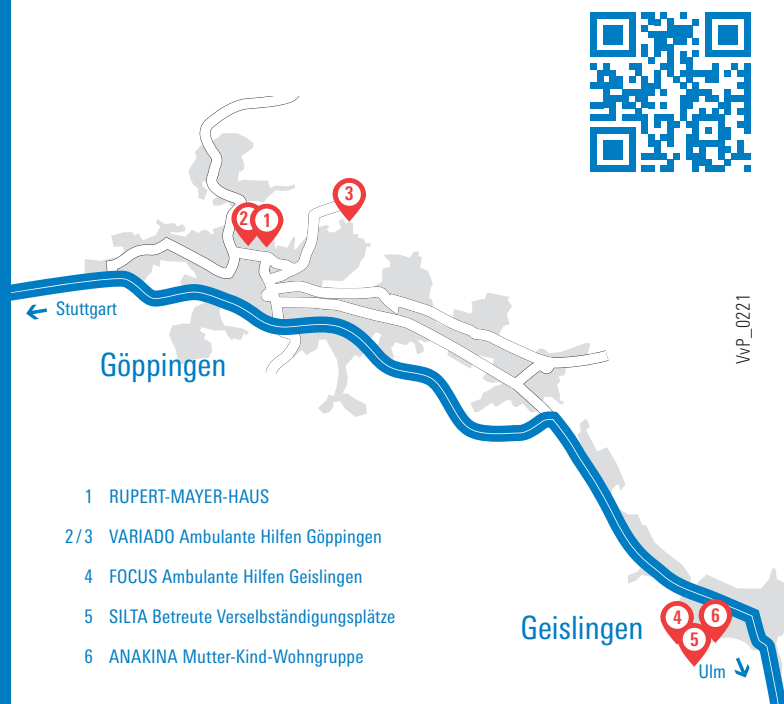 3
2
1
Stuttgart
VvP_0221
Göppingen
1 RUPERT-MAYER-HAUS
2/3 VARIADO Ambulante Hilfen Göppingen
4 FOCUS Ambulante Hilfen Geislingen
5 SILTA Betreute Verselbständigungsplätze
6 ANAKINA Mutter-Kind-Wohngruppe
Geislingen
4
6
5
Ulm